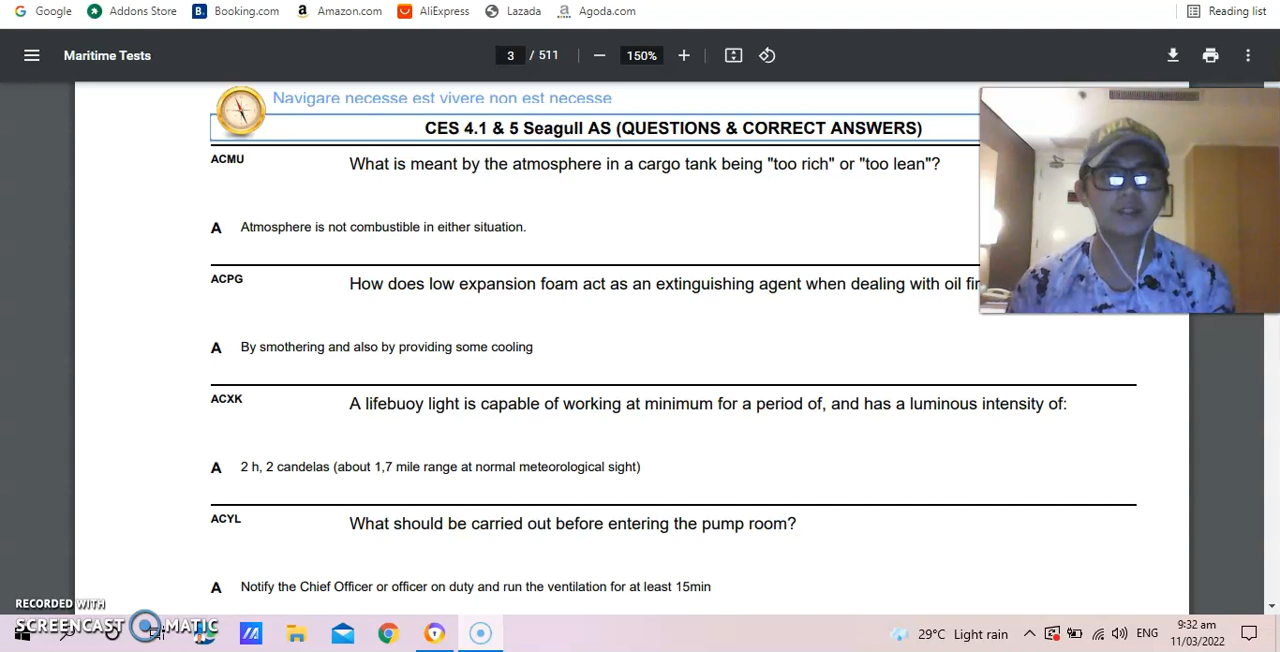 Google Addons Store Booking.com Amazon.com AliExpress Lazada Agoda.com Reading list
Maritime Tests 3 / 511 150%
Navigare necesse est vivere non est necesse
CES 4.1 & 5 Seagull AS (QUESTIONS & CORRECT ANSWERS)
ACMU What is meant by the atmosphere in a cargo tank being "too rich" or "too lean"?
A Atmosphere is not combustible in either situation.
ACPG How does low expansion foam act as an extinguishing agent when dealing with oil
A By smothering and also by providing some cooling
ACXK A lifebuoy light is capable of working at minimum for a period of, and has a luminous intensity of:
A 2 h, 2 candelas (about 1,7 mile range at normal meteorological sight)
ACYL What should be carried out before entering the pump room?
A Notify the Chief Officer or officer on duty and run the ventilation for at least 15min
RECORDED WITH
SCREENCAST MATIC
29°C Light rain ENG 9:32 am
11/03/2022